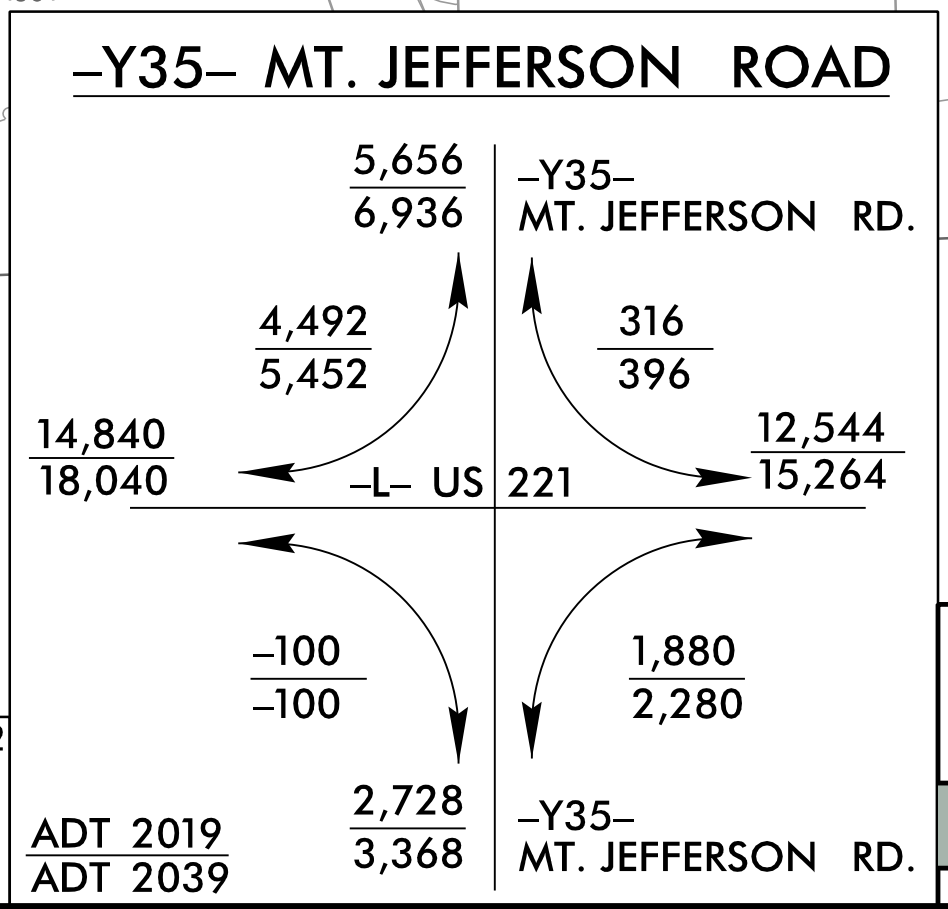 –Y35– MT. JEFFERSON ROAD
5,656
6,936
–Y35–
MT. JEFFERSON RD.
4,492
5,452
316
396
14,840
18,040
12,544
15,264
–L– US 221
–100
–100
1,880
2,280
2,728
3,368
–Y35–
MT. JEFFERSON RD.
ADT 2019
ADT 2039